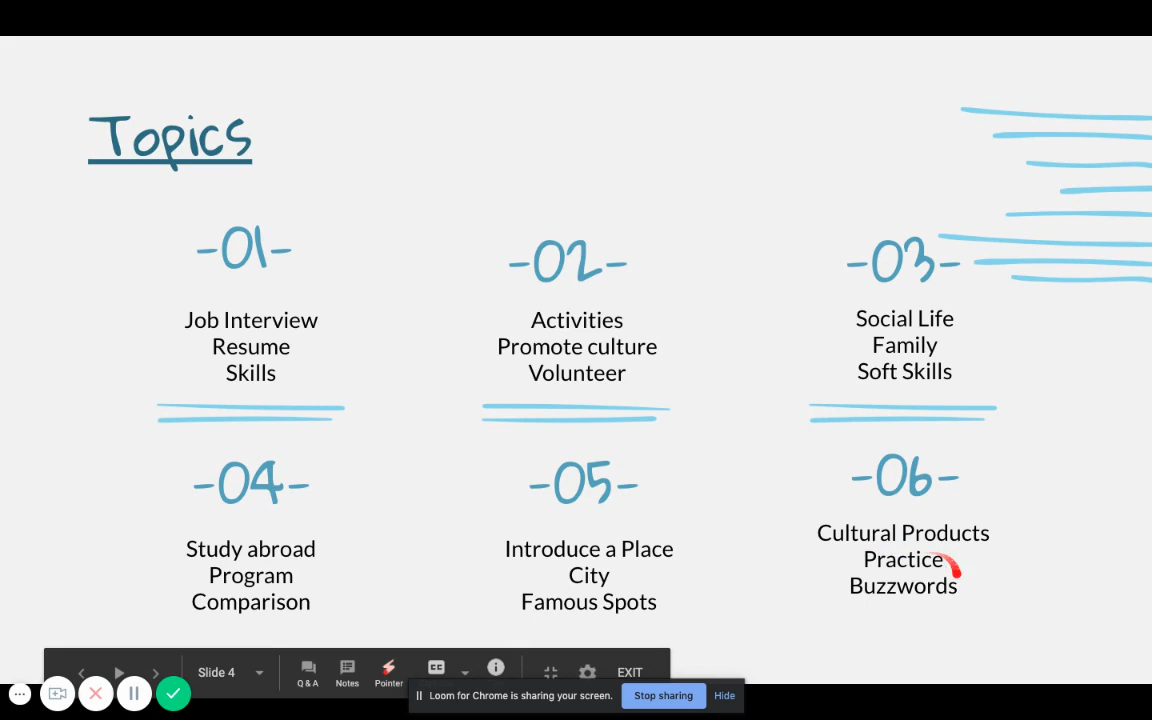 Topics
-01-
Job Interview
Resume
Skills
-02-
Activities
Promote culture
Volunteer
-03-
Social Life
Family
Soft Skills
-04-
Study abroad
Program
Comparison
-05-
Introduce a Place
City
Famous Spots
-06-
Cultural Products
Practice
Buzzwords
Slide 4
Q & A
Notes
Pointer
CC
EXIT
Loom for Chrome is sharing your screen.
Stop sharing
Hide